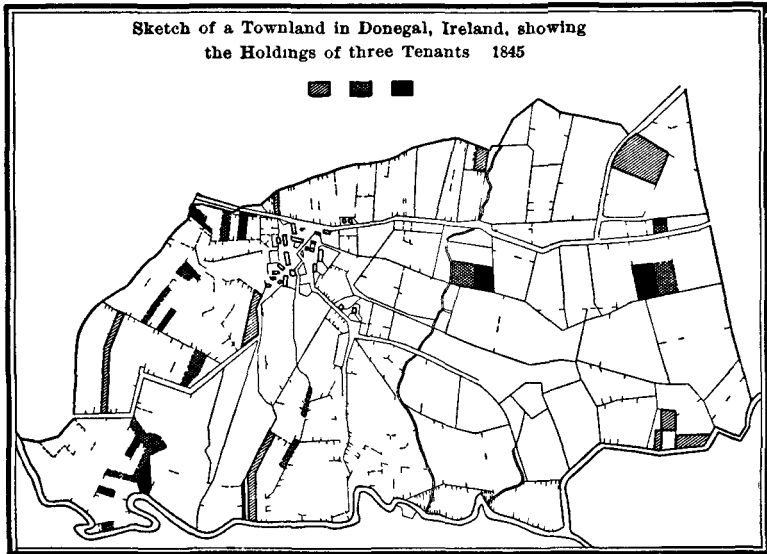 Sketch of a Townland in Donegal, Ireland, showing
the Holdings of three Tenants 1845